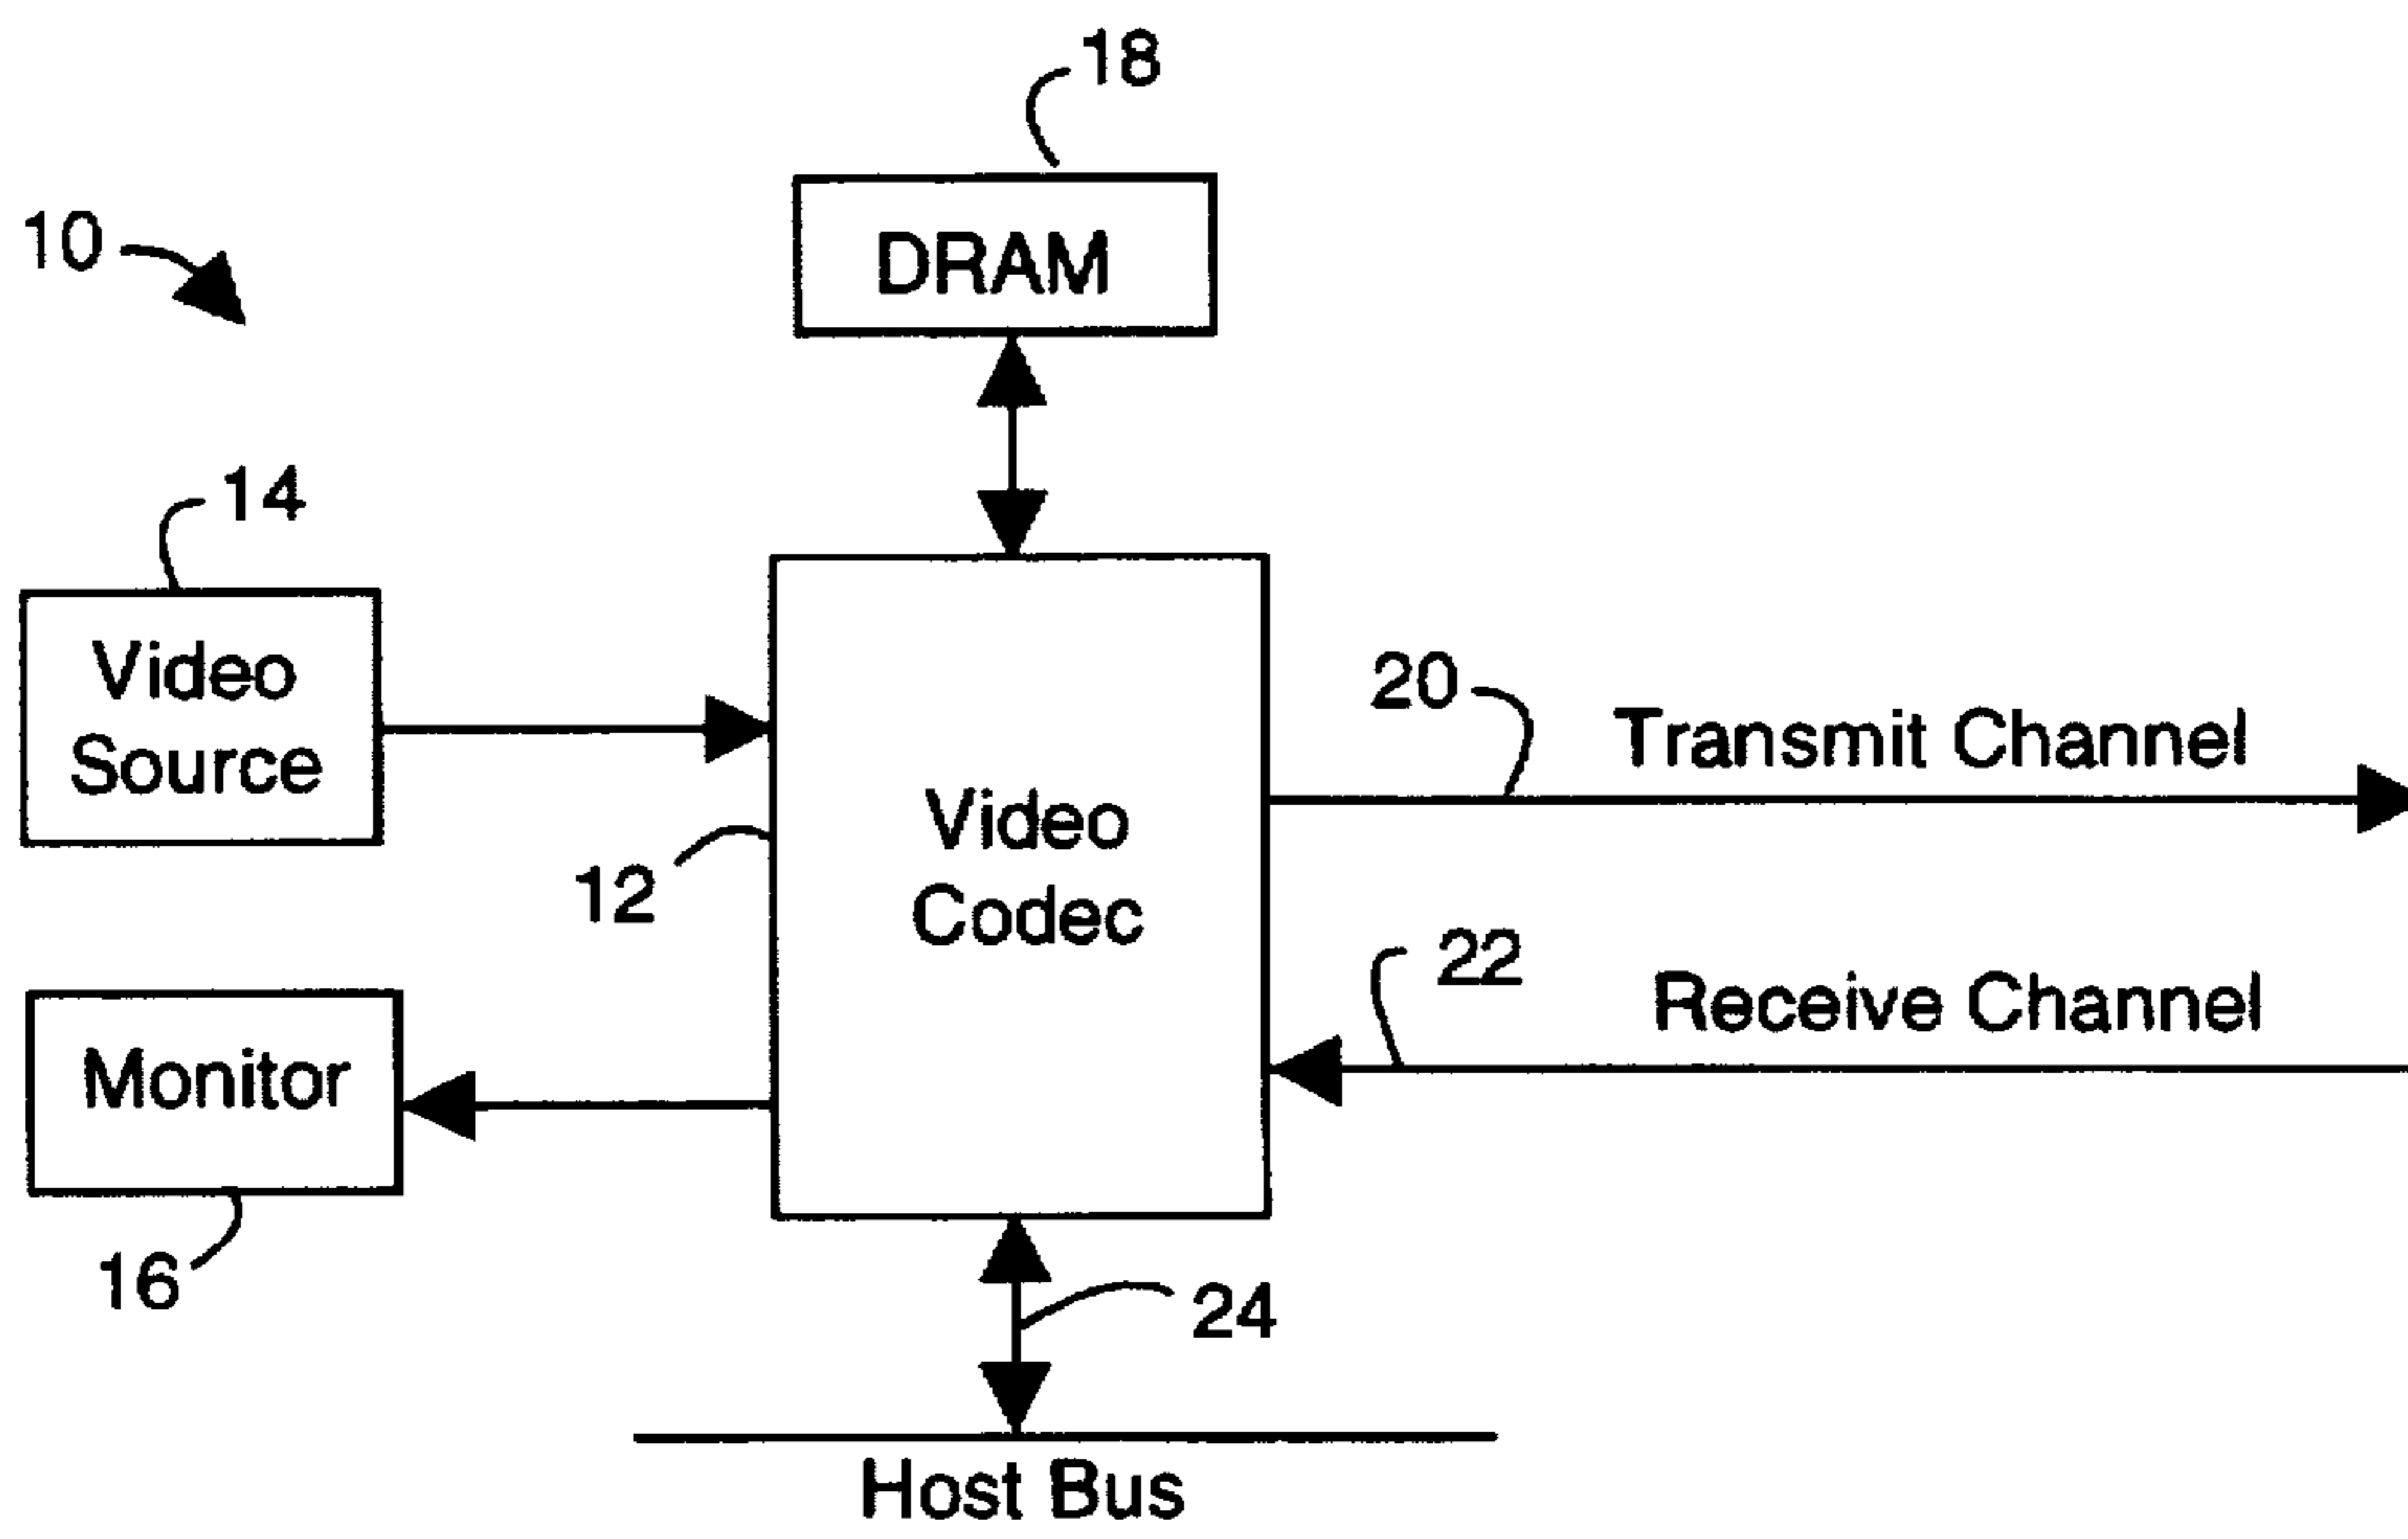 18
10
DRAM
14
Video
Source
20
Transmit Channel
Video
Codec
12
22
Receive Channel
Monitor
16
24
Host Bus